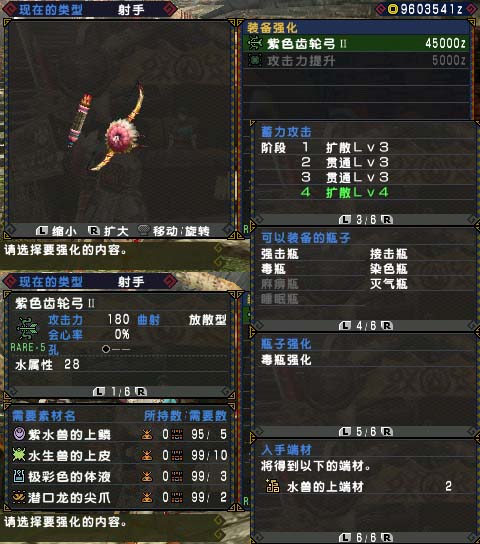 现在的类型 射手
缩小 R 扩大 移动:旋转
请选择要强化的内容。
9603541z
装备强化
紫色齿轮弓Ⅱ 45000z
攻击力提升 5000z
蓄力攻击
阶段 1 扩散Lv3
2 贯通Lv3
3 贯通Lv3
4 扩散Lv4
L 3/6 R
可以装备的瓶子
强击瓶 接击瓶
毒瓶 染色瓶
麻痹瓶 灭气瓶
睡眠瓶
L 4/6 R
瓶子强化
毒瓶强化
L 5/6 R
入手端材
将得到以下的端材。
水兽的上端材 2
L 6/6 R
现在的类型 射手
紫色齿轮弓Ⅱ
攻击力 180 曲射 放散型
会心率 0%
RARE-5 孔 ○――
水属性 28
L 1/6 R
需要素材名 所持数:需要数
紫水兽的上鳞 0 95/ 5
水生兽的上皮 0 99/10
极彩色的体液 0 99/ 3
潜口龙的尖爪 0 99/ 2
请选择要强化的内容。